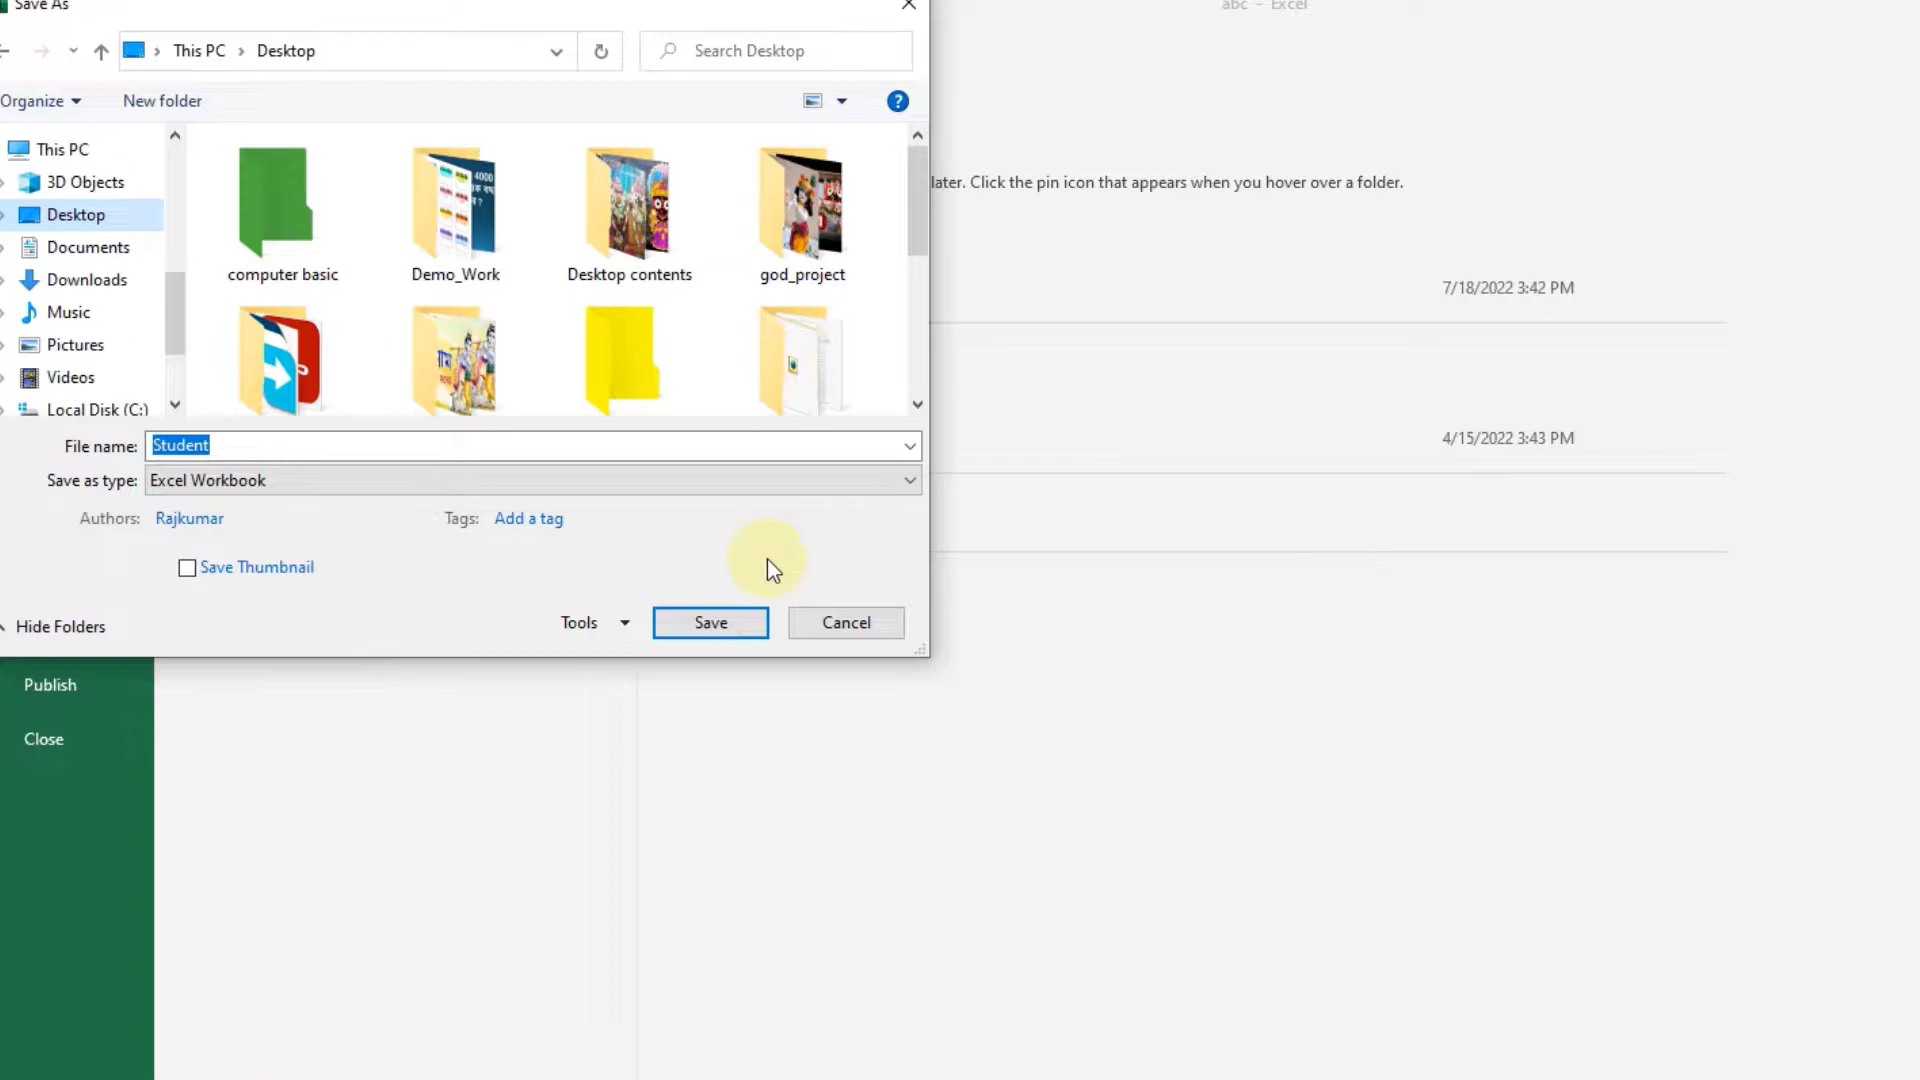 Save As
abc - Excel
This PC > Desktop
Search Desktop
Organize
New folder
?
later. Click the pin icon that appears when you hover over a folder.
This PC
3D Objects
Desktop
Documents
Downloads
Music
Pictures
Videos
Local Disk (C:)
4000
computer basic
Demo_Work
Desktop contents
god_project
7/18/2022 3:42 PM
4/15/2022 3:43 PM
File name: Student
Save as type: Excel Workbook
Authors: Rajkumar
Tags: Add a tag
Save Thumbnail
Hide Folders
Tools
Save
Cancel
Publish
Close